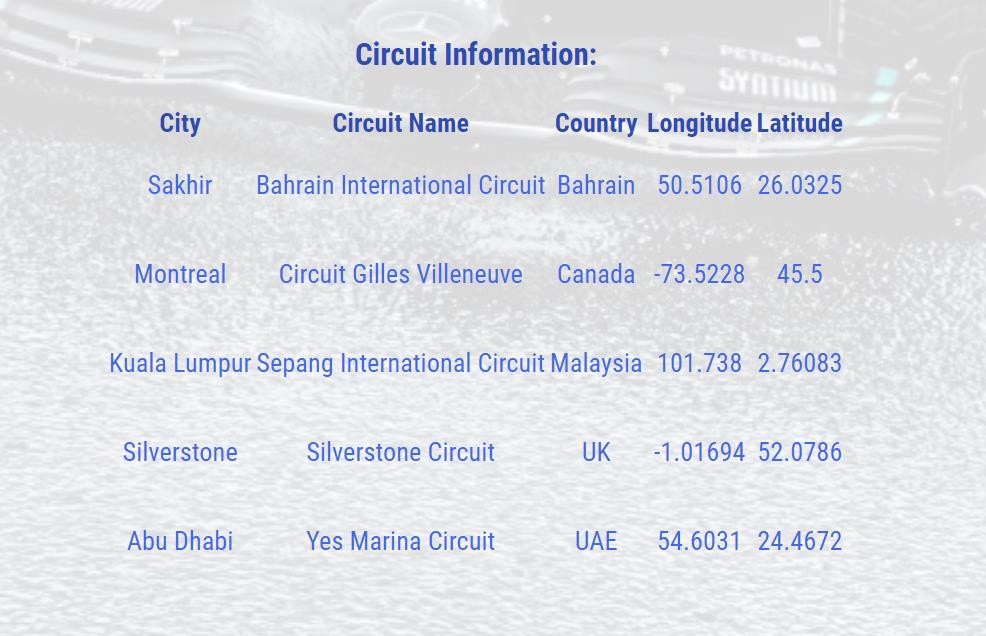 PETRONAS
SYNTIUM
Circuit Information:
City Circuit Name Country Longitude Latitude
Sakhir Bahrain International Circuit Bahrain 50.5106 26.0325
Montreal Circuit Gilles Villeneuve Canada -73.5228 45.5
Kuala Lumpur Sepang International Circuit Malaysia 101.738 2.76083
Silverstone Silverstone Circuit UK -1.01694 52.0786
Abu Dhabi Yes Marina Circuit UAE 54.6031 24.4672